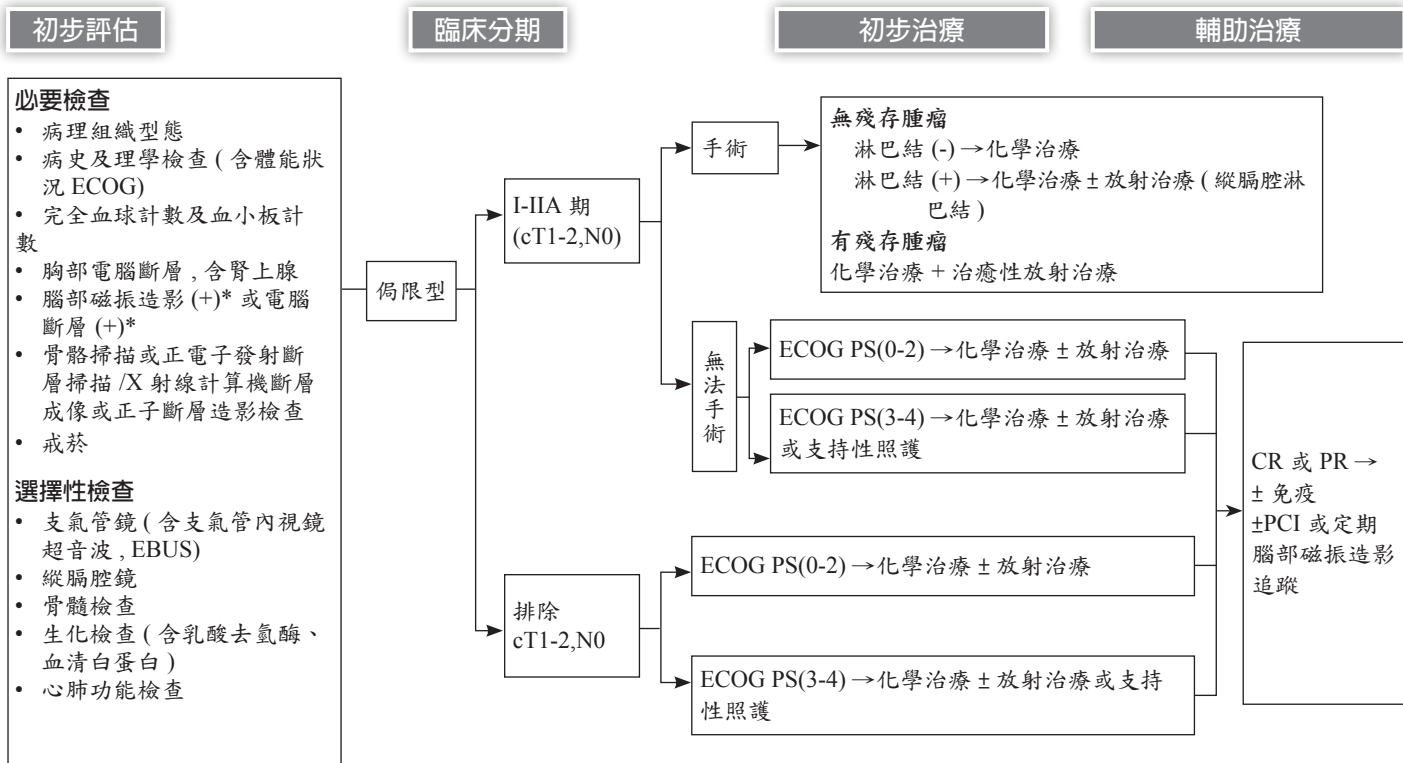 初步評估
臨床分期
初步治療
輔助治療
必要檢查
• 病理組織型態
• 病史及理學檢查 ( 含體能狀
況 ECOG)
• 完全血球計數及血小板計
數
• 胸部電腦斷層 , 含腎上腺
• 腦部磁振造影 (+)* 或電腦
斷層 (+)*
• 骨骼掃描或正電子發射斷
層掃描 /X 射線計算機斷層
成像或正子斷層造影檢查
• 戒菸
選擇性檢查
• 支氣管鏡 ( 含支氣管內視鏡
超音波 , EBUS)
• 縱膈腔鏡
• 骨髓檢查
• 生化檢查 ( 含乳酸去氫酶、
血清白蛋白 )
• 心肺功能檢查
侷限型
I-IIA 期
(cT1-2,N0)
手術
無殘存腫瘤
淋巴結 (-) →化學治療
淋巴結 (+) →化學治療 ± 放射治療 ( 縱膈腔淋
巴結 )
有殘存腫瘤
化學治療 + 治癒性放射治療
無
法
手
術
ECOG PS(0-2) →化學治療 ± 放射治療
ECOG PS(3-4) →化學治療 ± 放射治療
或支持性照護
排除
cT1-2,N0
ECOG PS(0-2) →化學治療 ± 放射治療
ECOG PS(3-4) →化學治療 ± 放射治療或支持
性照護
CR 或 PR →
± 免疫
±PCI 或定期
腦部磁振造影
追蹤